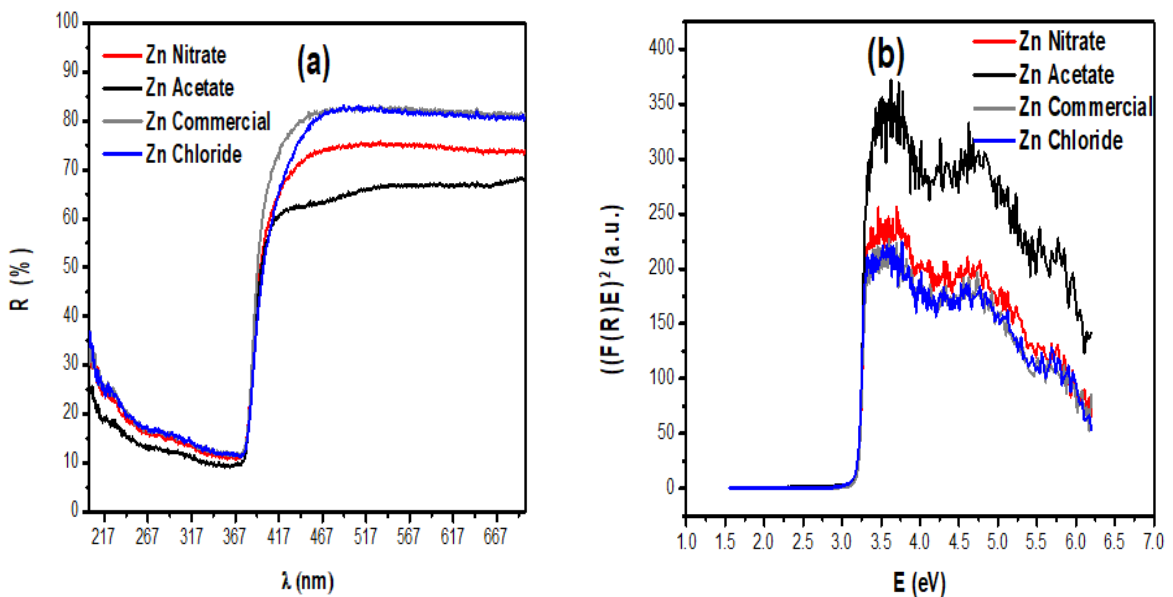 100
90
80
70
60
50
40
30
20
10
0
R (%)
Zn Nitrate
Zn Acetate
Zn Commercial
Zn Chloride
(a)
217 267 317 367 417 467 517 567 617 667
λ (nm)
400
350
300
250
200
150
100
50
0
((F(R)E)² (a.u.)
(b)
Zn Nitrate
Zn Acetate
Zn Commercial
Zn Chloride
1.0 1.5 2.0 2.5 3.0 3.5 4.0 4.5 5.0 5.5 6.0 6.5 7.0
E (eV)